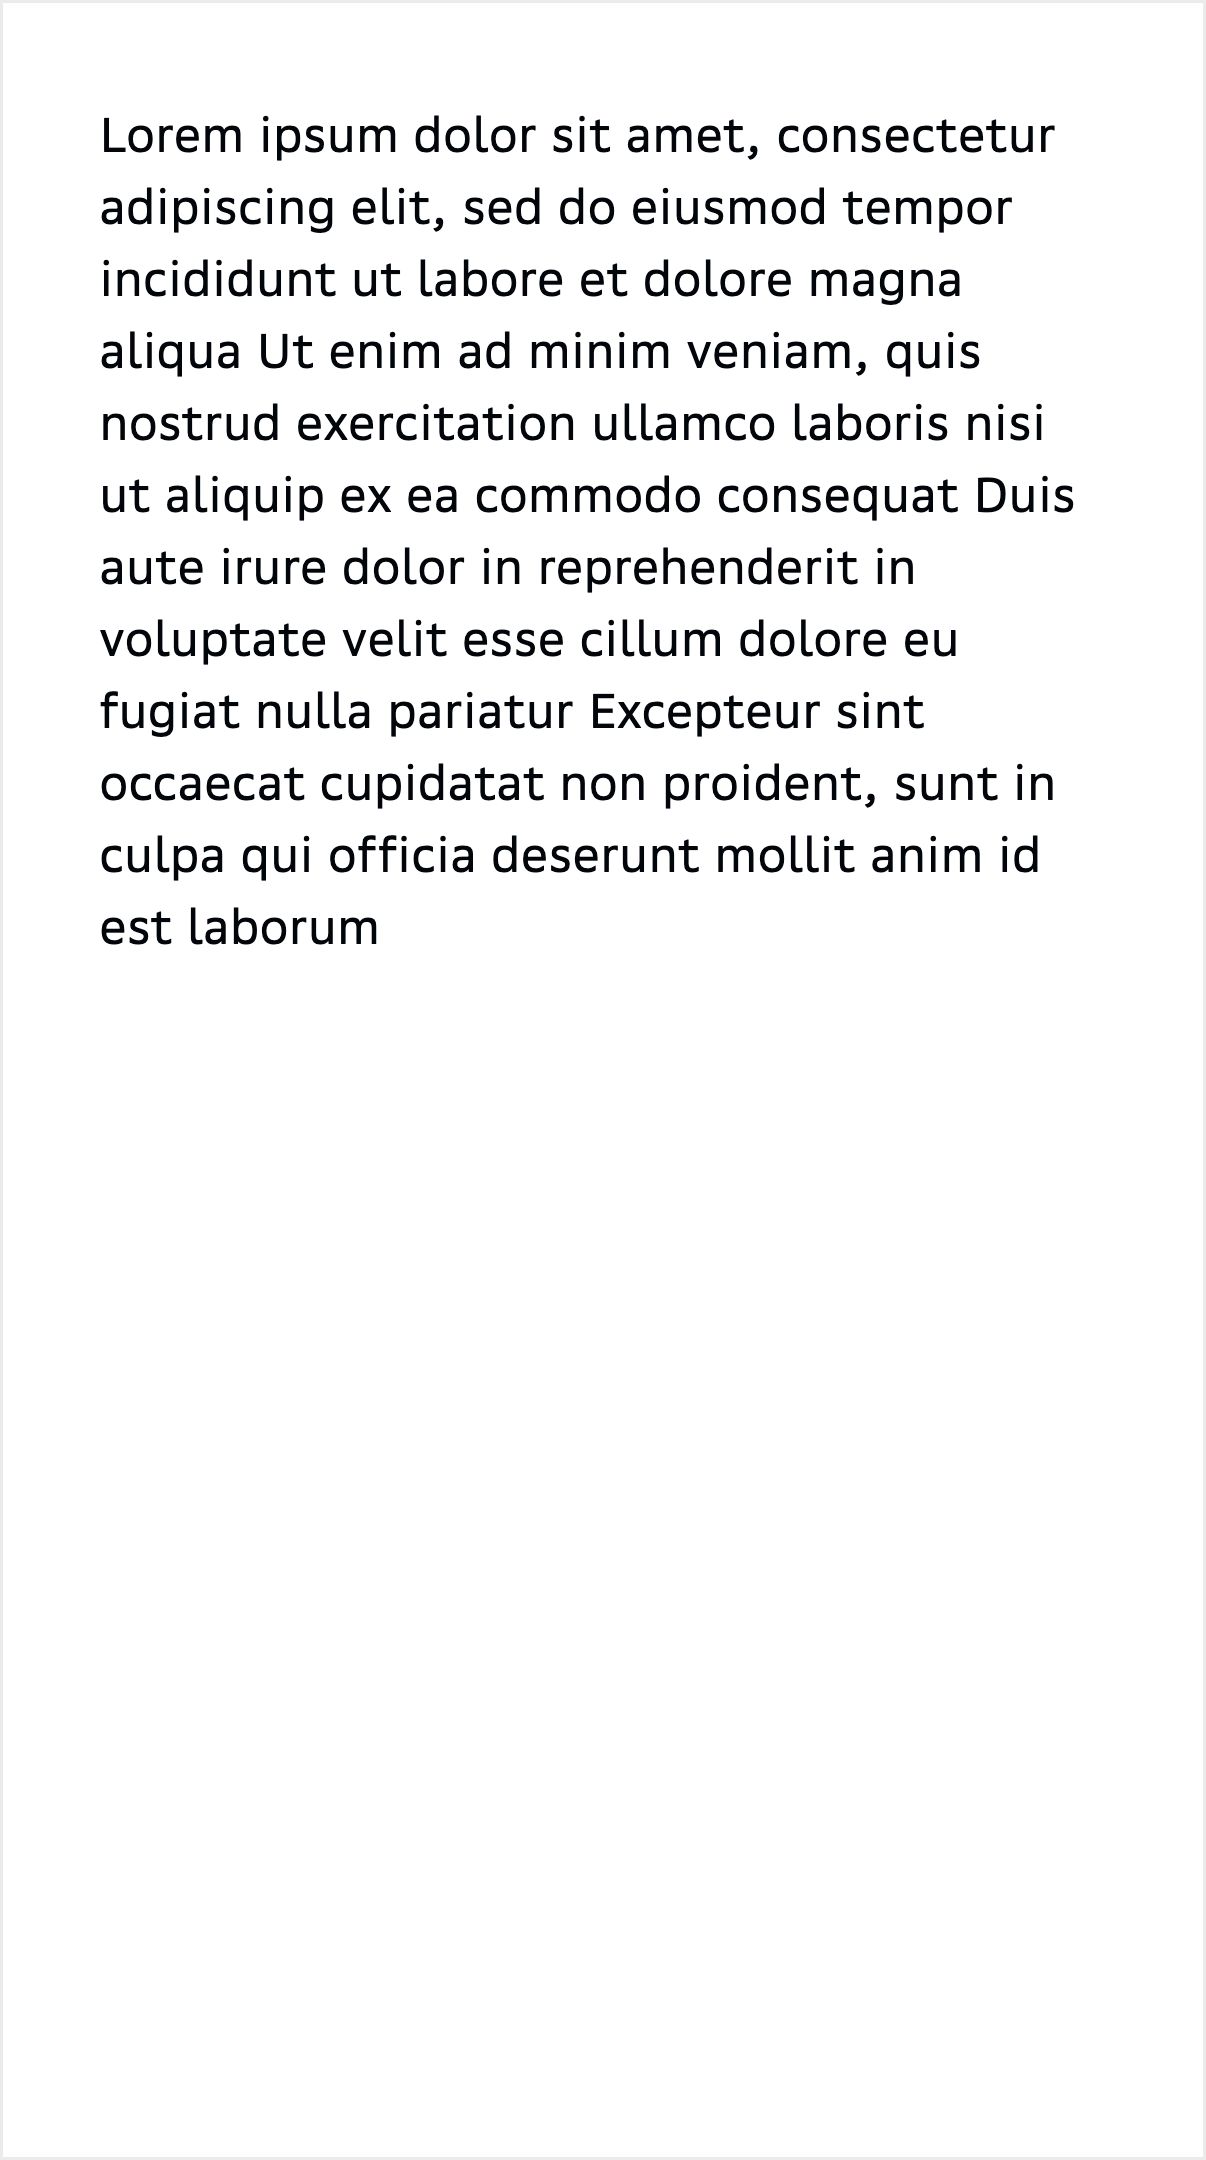 Lorem ipsum dolor sit amet, consectetur
adipiscing elit, sed do eiusmod tempor
incididunt ut labore et dolore magna
aliqua Ut enim ad minim veniam, quis
nostrud exercitation ullamco laboris nisi
ut aliquip ex ea commodo consequat Duis
aute irure dolor in reprehenderit in
voluptate velit esse cillum dolore eu
fugiat nulla pariatur Excepteur sint
occaecat cupidatat non proident, sunt in
culpa qui officia deserunt mollit anim id
est laborum